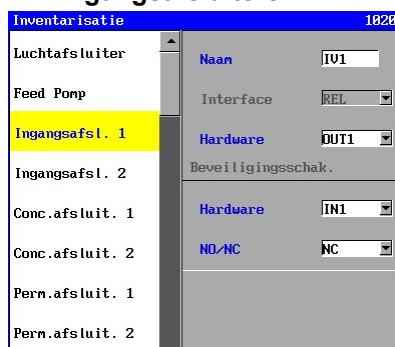 Inventarisatie 1020
Luchtafsluiter
Feed Pomp
Ingangsafsl. 1
Ingangsafsl. 2
Conc.afsluit. 1
Conc.afsluit. 2
Perm.afsluit. 1
Perm.afsluit. 2
Naam IV1
Interface REL
Hardware OUT1
Beveiligingsschak.
Hardware IN1
NO/NC NC